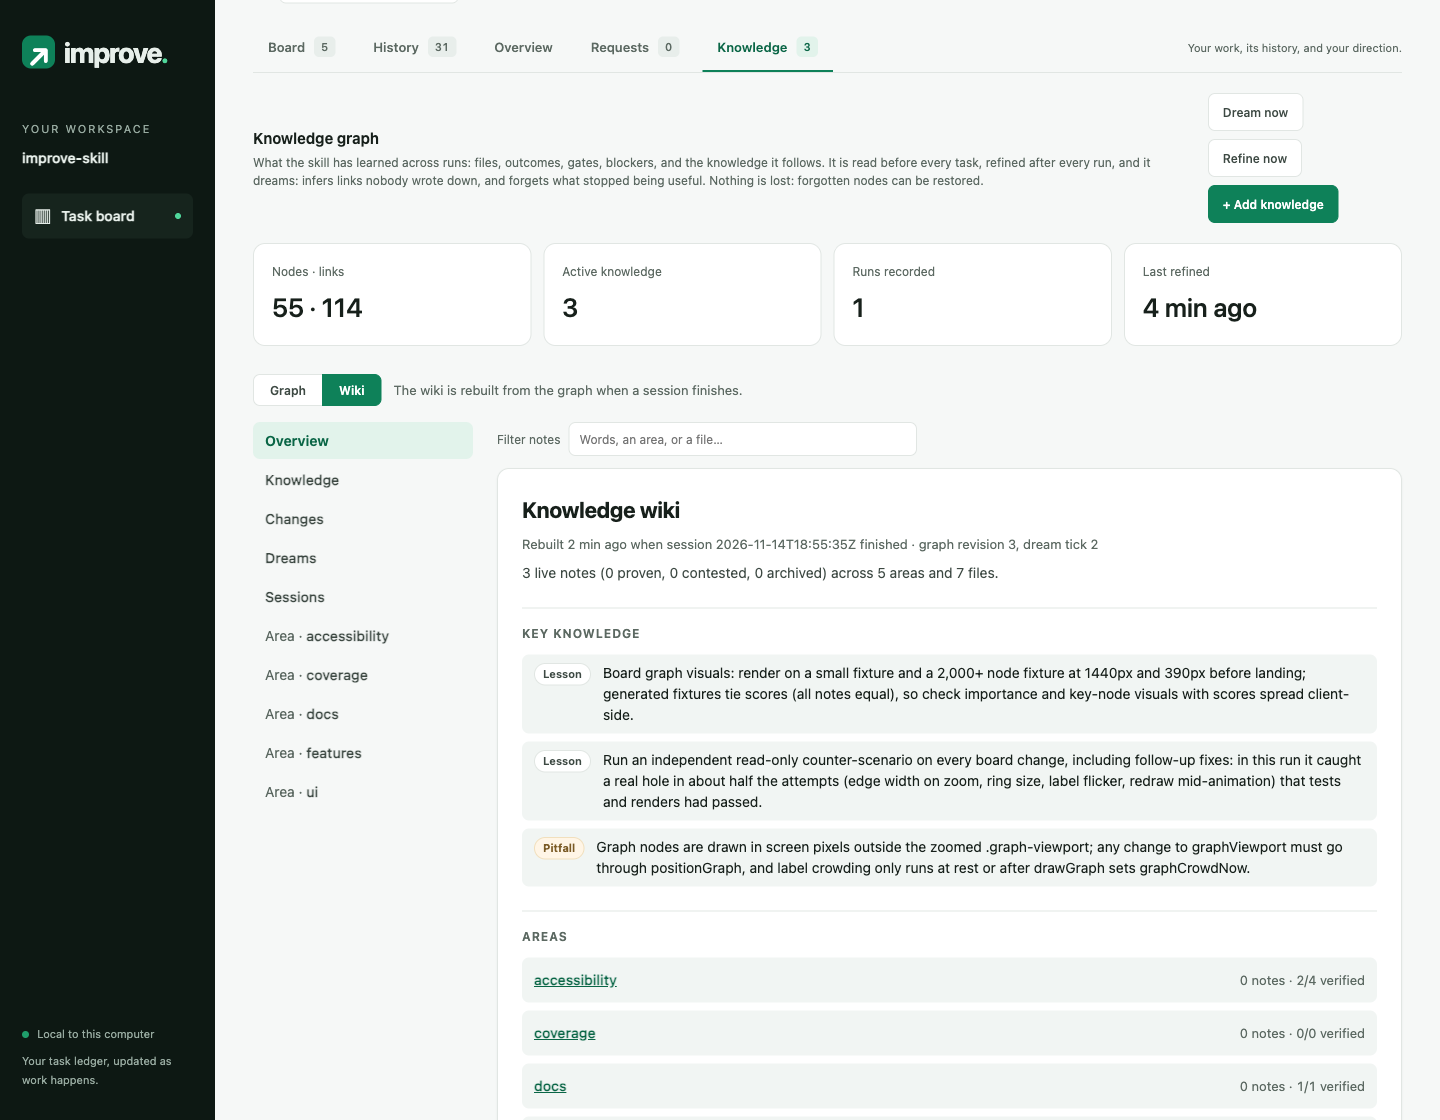 improve.
YOUR WORKSPACE
improve-skill
Task board
Local to this computer
Your task ledger, updated as
work happens.
Board 5
History 31
Overview
Requests 0
Knowledge 3
Your work, its history, and your direction.
Knowledge graph
What the skill has learned across runs: files, outcomes, gates, blockers, and the knowledge it follows. It is read before every task, refined after every run, and it
dreams: infers links nobody wrote down, and forgets what stopped being useful. Nothing is lost: forgotten nodes can be restored.
Dream now
Refine now
+ Add knowledge
Nodes · links
55 · 114
Active knowledge
3
Runs recorded
1
Last refined
4 min ago
Graph
Wiki
The wiki is rebuilt from the graph when a session finishes.
Overview
Knowledge
Changes
Dreams
Sessions
Area · accessibility
Area · coverage
Area · docs
Area · features
Area · ui
Filter notes
Words, an area, or a file...
Knowledge wiki
Rebuilt 2 min ago when session 2026-11-14T18:55:35Z finished · graph revision 3, dream tick 2
3 live notes (0 proven, 0 contested, 0 archived) across 5 areas and 7 files.
KEY KNOWLEDGE
Lesson
Board graph visuals: render on a small fixture and a 2,000+ node fixture at 1440px and 390px before landing;
generated fixtures tie scores (all notes equal), so check importance and key-node visuals with scores spread client-
side.
Lesson
Run an independent read-only counter-scenario on every board change, including follow-up fixes: in this run it caught
a real hole in about half the attempts (edge width on zoom, ring size, label flicker, redraw mid-animation) that tests
and renders had passed.
Pitfall
Graph nodes are drawn in screen pixels outside the zoomed .graph-viewport; any change to graphViewport must go
through positionGraph, and label crowding only runs at rest or after drawGraph sets graphCrowdNow.
AREAS
accessibility
0 notes · 2/4 verified
coverage
0 notes · 0/0 verified
docs
0 notes · 1/1 verified